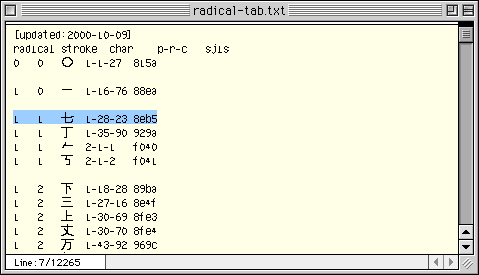 radical-tab.txt
[updated:2000-10-09]
radical stroke char p-r-c sjis
0 0 〇 1-1-27 815a
1 0 一 1-16-76 88ea
1 1 七 1-28-23 8eb5
1 1 丁 1-35-90 929a
1 1 𠂉 2-1-1 f040
1 1 丂 2-1-2 f041
1 2 下 1-18-28 89ba
1 2 三 1-27-16 8e4f
1 2 上 1-30-69 8fe3
1 2 丈 1-30-70 8fe4
1 2 万 1-43-92 969c
Line:7/12265